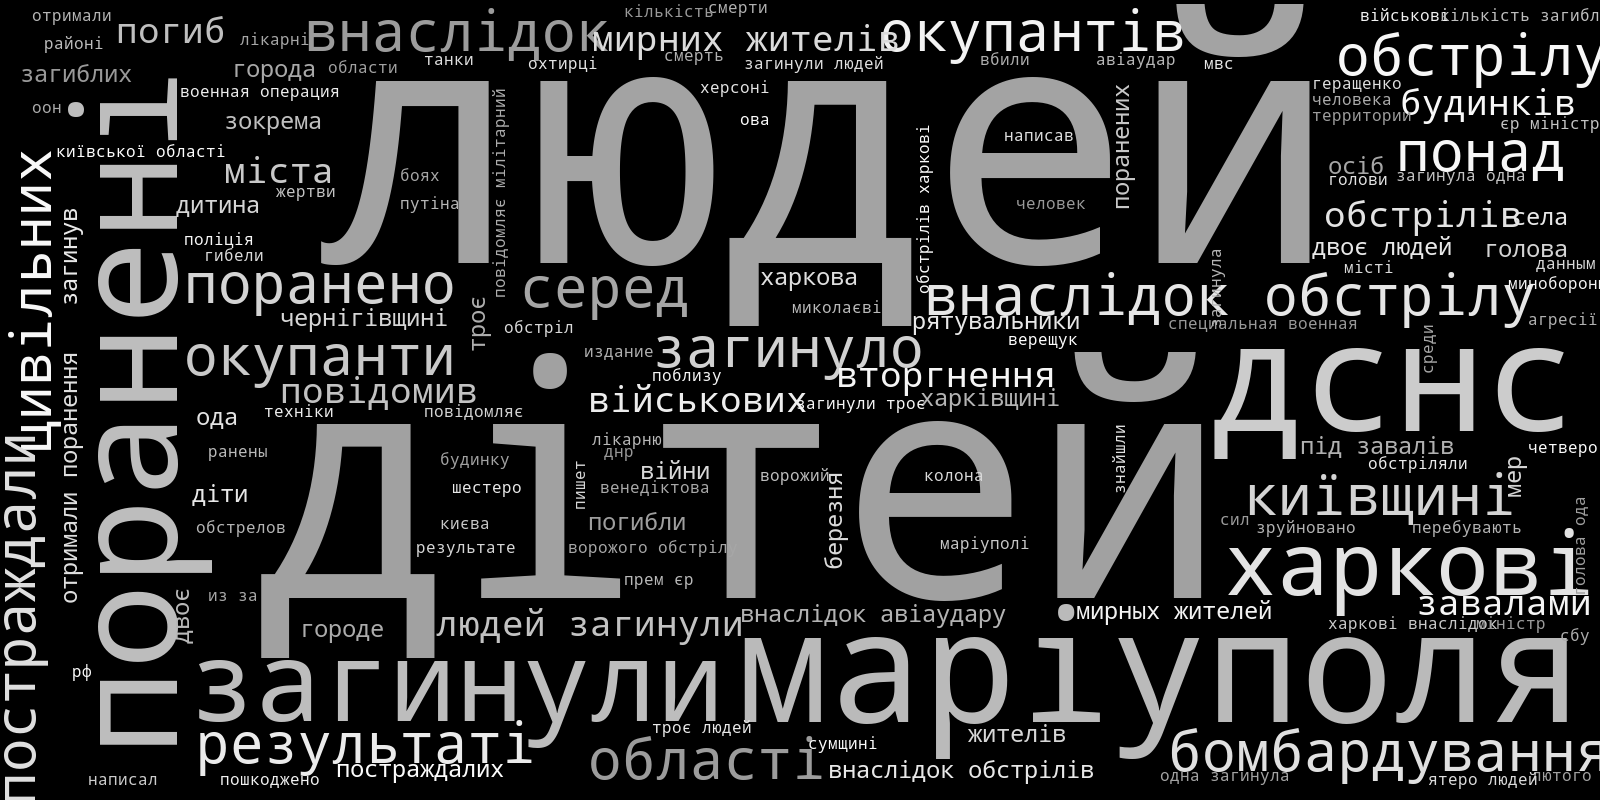 отримали
погиб
лікарні
внаслідок
кількість
смерти
мирних жителів
окупантів
військові
кількість загибл
районі
загиблих
города
области
танки
охтирці
смерть
загинули людей
вбили
авіаудар
мвс
обстрілу
оон
военная операция
зокрема
херсоні
ова
людей
написав
поранених
геращенко
человека
территории
будинків
єр міністр
київської області
міста
жертви
дитина
боях
путіна
повідомляє мілітарний
обстрілів харкові
человек
осіб
понад
голови
загинула одна
обстрілів
села
цивільних
загинув
поранені
поліція
гибели
двоє людей
голова
місті
данным
поранено
чернігівщині
троє
серед
обстріл
харкова
миколаєві
внаслідок обстрілу
загинула
миноборон
рятувальники
верещук
специальная военная
агресії
окупанти
повідомив
издание
загинуло
поблизу
вторгнення
середи
дснс
отримали поранення
ода
техніки
повідомляє
військових
загинули троє
харківщині
постраждали
ранены
будинку
лікарню
днр
війни
ворожий
дітей
колона
знайшли
під завалів
обстріляли
четверо
діти
шестеро
пишет
венедіктова
березня
київщині
мер
обстрелов
києва
погибли
результате
ворожого обстрілу
маріуполі
сил
зруйновано
перебувають
голова ода
харкові
двоє
из за
прем єр
городе
людей загинули
внаслідок авіаудару
мирных жителей
завалами
харкові внаслідок
міністр
сбу
рф
загинули
маріуполя
результаті
троє людей
області
сумщині
жителів
бомбардування
написал
пошкоджено
постраждалих
внаслідок обстрілів
одна загинула
ятеро людей
лютого